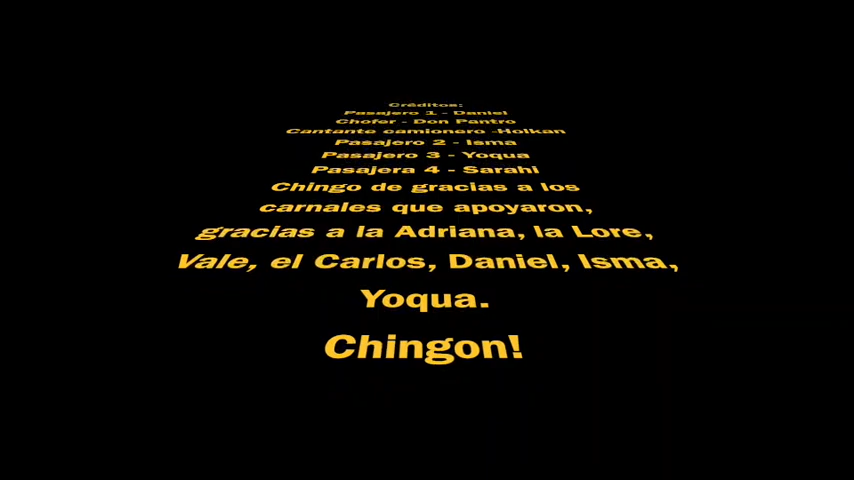 Créditos:
Pasajero 1 - Daniel
Chofer - Don Pantro
Cantante camionero -Holkan
Pasajero 2 - Isma
Pasajero 3 - Yoqua
Pasajera 4 - Sarahi
Chingo de gracias a los
carnales que apoyaron,
gracias a la Adriana, la Lore,
Vale, el Carlos, Daniel, Isma,
Yoqua.
Chingon!